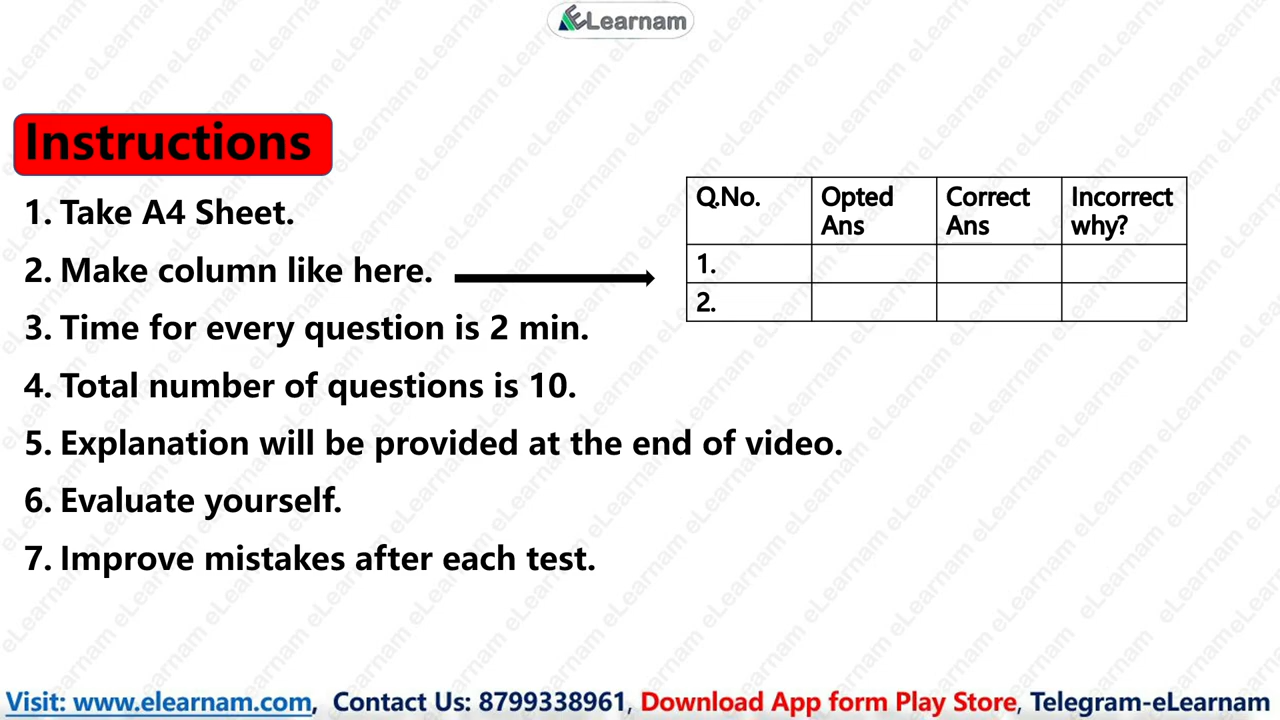 ELearnam
Instructions
1. Take A4 Sheet.
2. Make column like here.
3. Time for every question is 2 min.
4. Total number of questions is 10.
5. Explanation will be provided at the end of video.
6. Evaluate yourself.
7. Improve mistakes after each test.
Q.No. Opted Ans Correct Ans Incorrect why?
1.
2.
Visit: www.elearnam.com, Contact Us: 8799338961, Download App form Play Store, Telegram-eLearnam